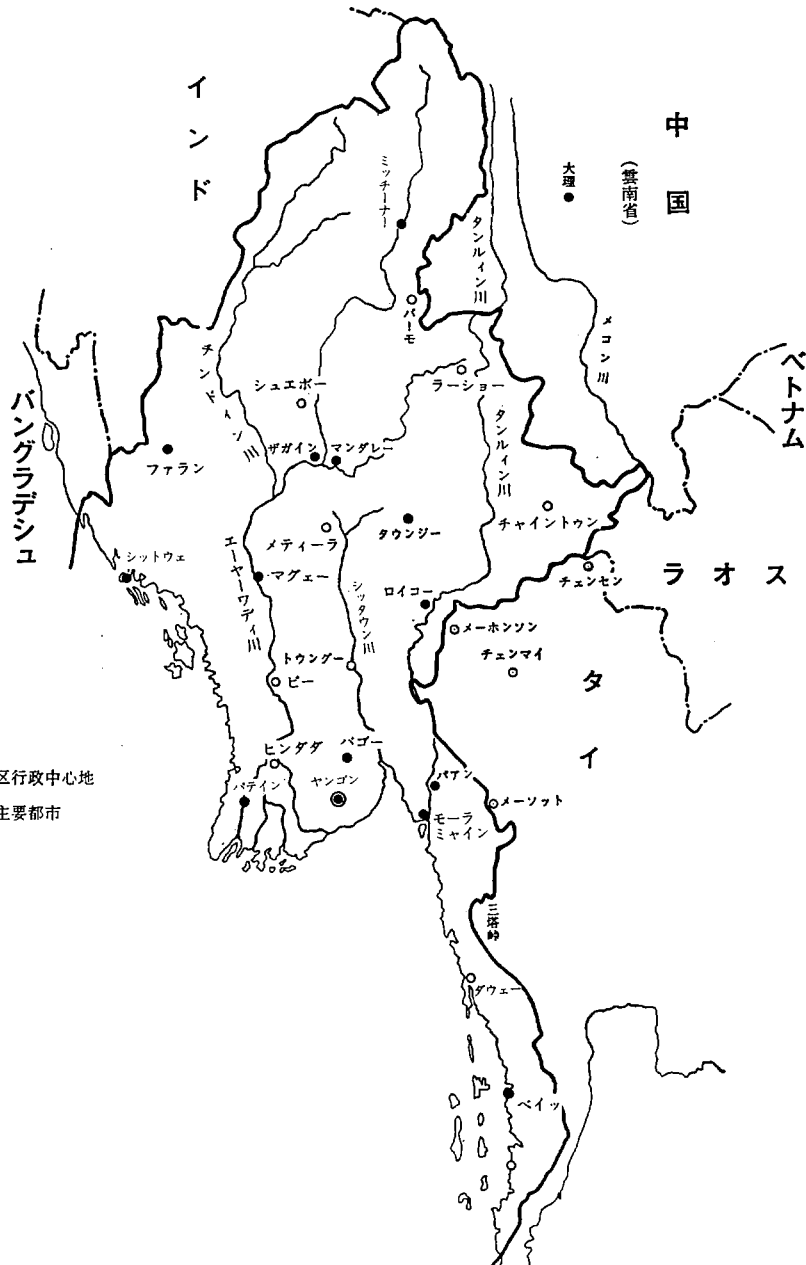 インド
中国
(雲南省)
大理
ミッチーナー
タンルィン川
バーモ
メコン川
ベトナム
チンドィン川
シュエボー
ラーショー
バングラデシュ
ファラン
ザガイン
マンダレー
タンルィン川
チャイントゥン
タウンジー
メティーラ
シットウェ
エーヤーワディ川
マグェー
シッタウン川
ロイコー
チェンセン
ラオス
メーホンソン
チェンマイ
トウングー
ピー
タイ
ヒンダダ
バゴー
パアン
区行政中心地
パテイン
ヤンゴン
メーソット
主要都市
モーラ
ミャイン
三塔峠
ダウェー
ベイッ